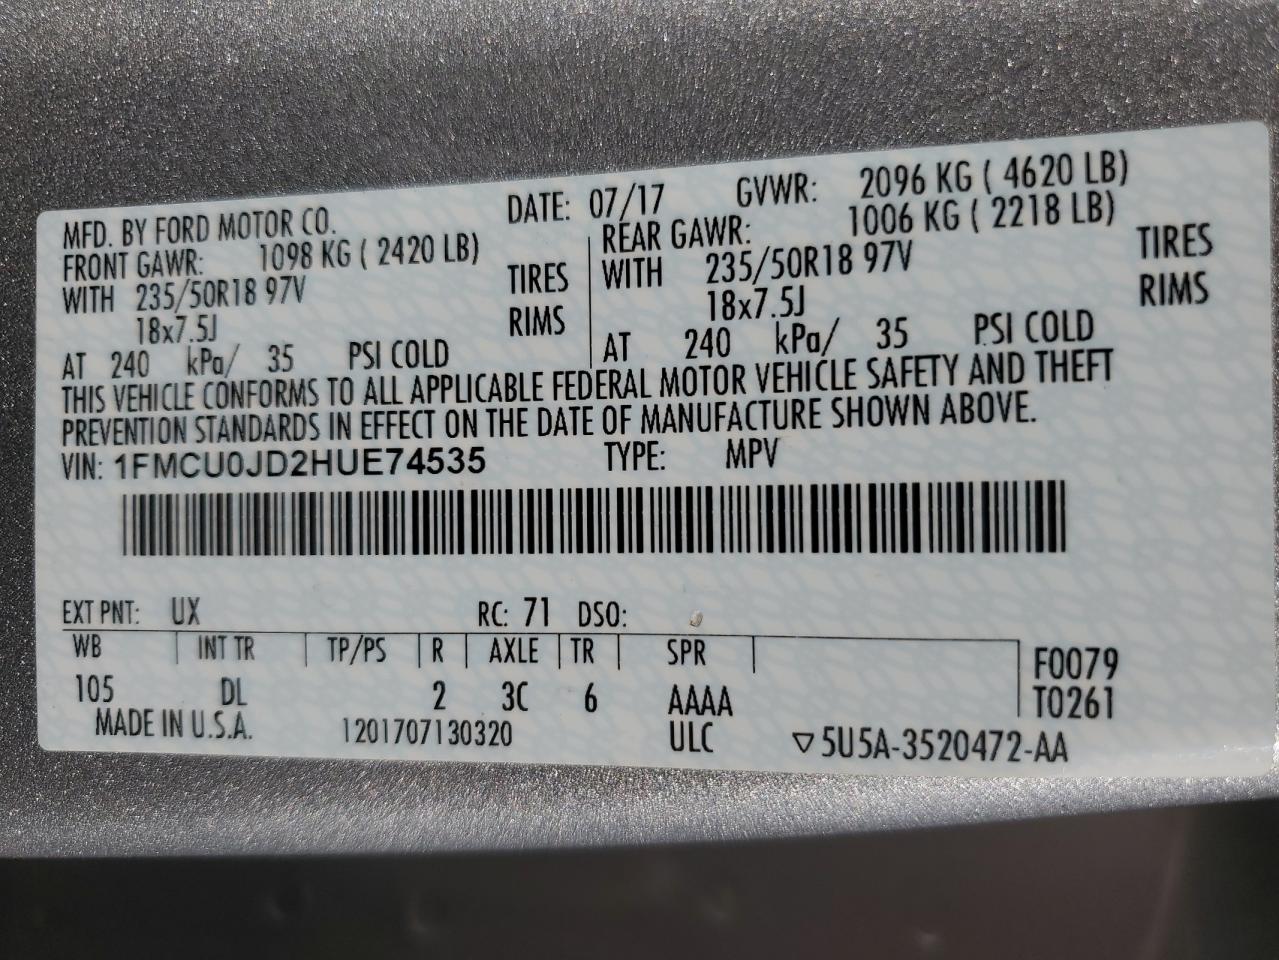 MFD. BY FORD MOTOR CO. DATE: 07/17 GVWR: 2096 KG ( 4620 LB)
FRONT GAWR: 1098 KG ( 2420 LB) REAR GAWR: 1006 KG ( 2218 LB)
WITH 235/50R18 97V TIRES WITH 235/50R18 97V TIRES
18x7.5J RIMS 18x7.5J RIMS
AT 240 kPa/ 35 PSI COLD AT 240 kPa/ 35 PSI COLD
THIS VEHICLE CONFORMS TO ALL APPLICABLE FEDERAL MOTOR VEHICLE SAFETY AND THEFT
PREVENTION STANDARDS IN EFFECT ON THE DATE OF MANUFACTURE SHOWN ABOVE.
VIN: 1FMCU0JD2HUE74535 TYPE: MPV
EXT PNT: UX RC: 71 DSO:
WB INT TR TP/PS R AXLE TR SPR F0079
105 DL 2 3C 6 AAAA T0261
MADE IN U.S.A. 1201707130320 ULC ▽5U5A-3520472-AA